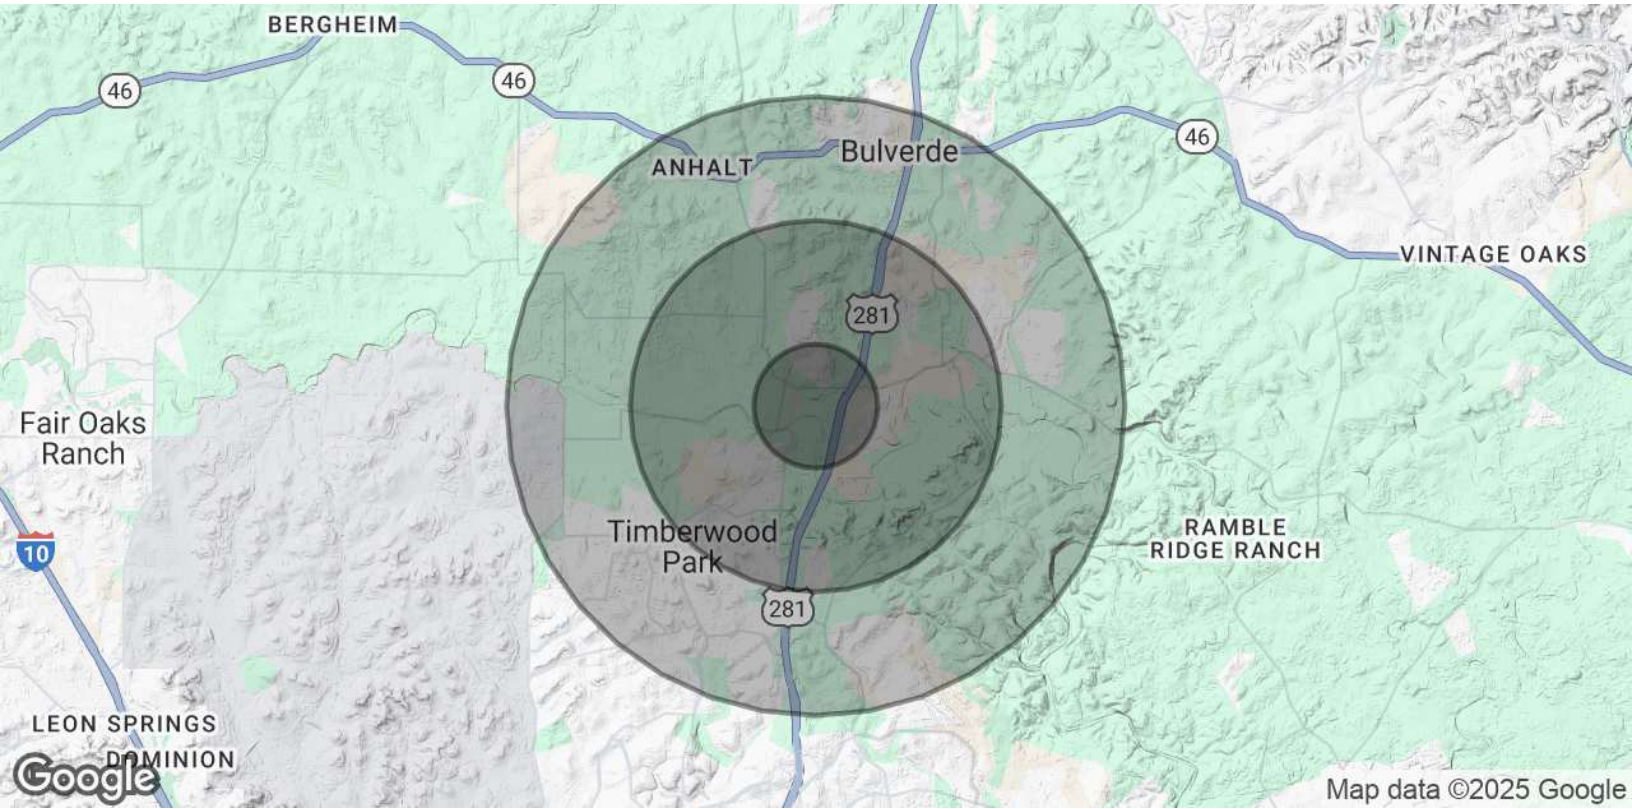 BERGHEIM
46
46
46
ANHALT
Bulverde
VINTAGE OAKS
281
Fair Oaks
Ranch
Timberwood
Park
RAMBLE
RIDGE RANCH
10
281
LEON SPRINGS
DOMINION
Google
Map data ©2025 Google